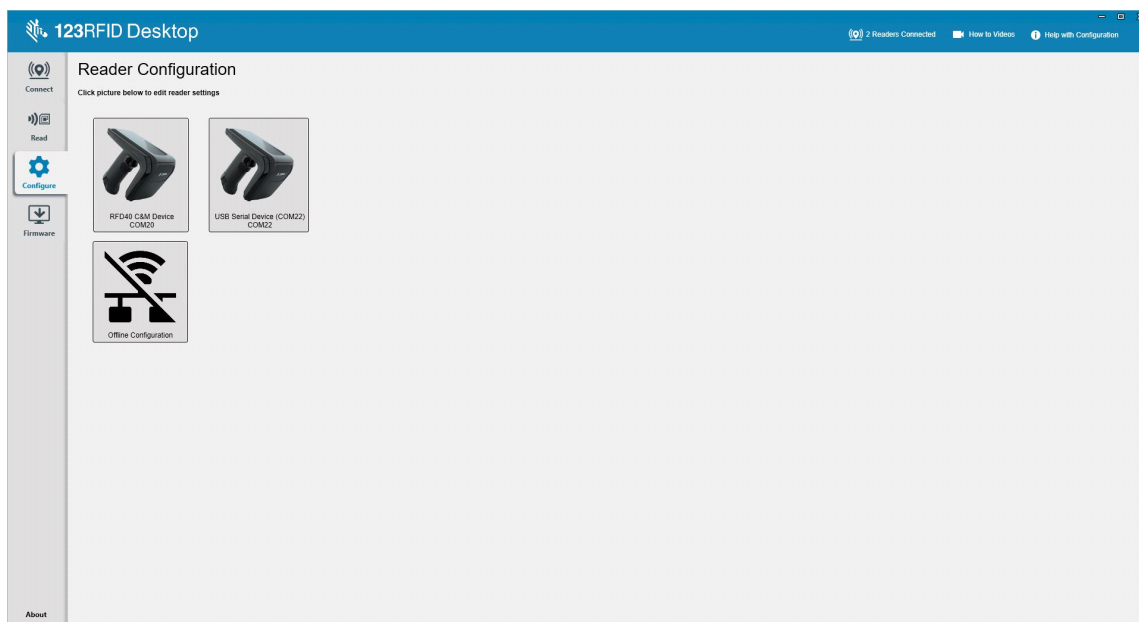 123RFID Desktop
2 Readers Connected
How to Videos
Help with Configuration
Connect
Read
Configure
Firmware
About
Reader Configuration
Click picture below to edit reader settings
RFD40 C&M Device
COM20
USB Serial Device (COM22)
COM22
Offline Configuration